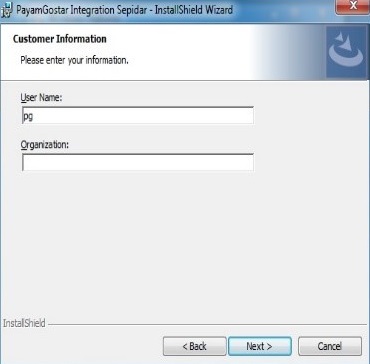 PayamGostar Integration Sepidar - InstallShield Wizard
X
Customer Information
Please enter your information.
User Name:
pg
Organization:
InstallShield
< Back
Next >
Cancel